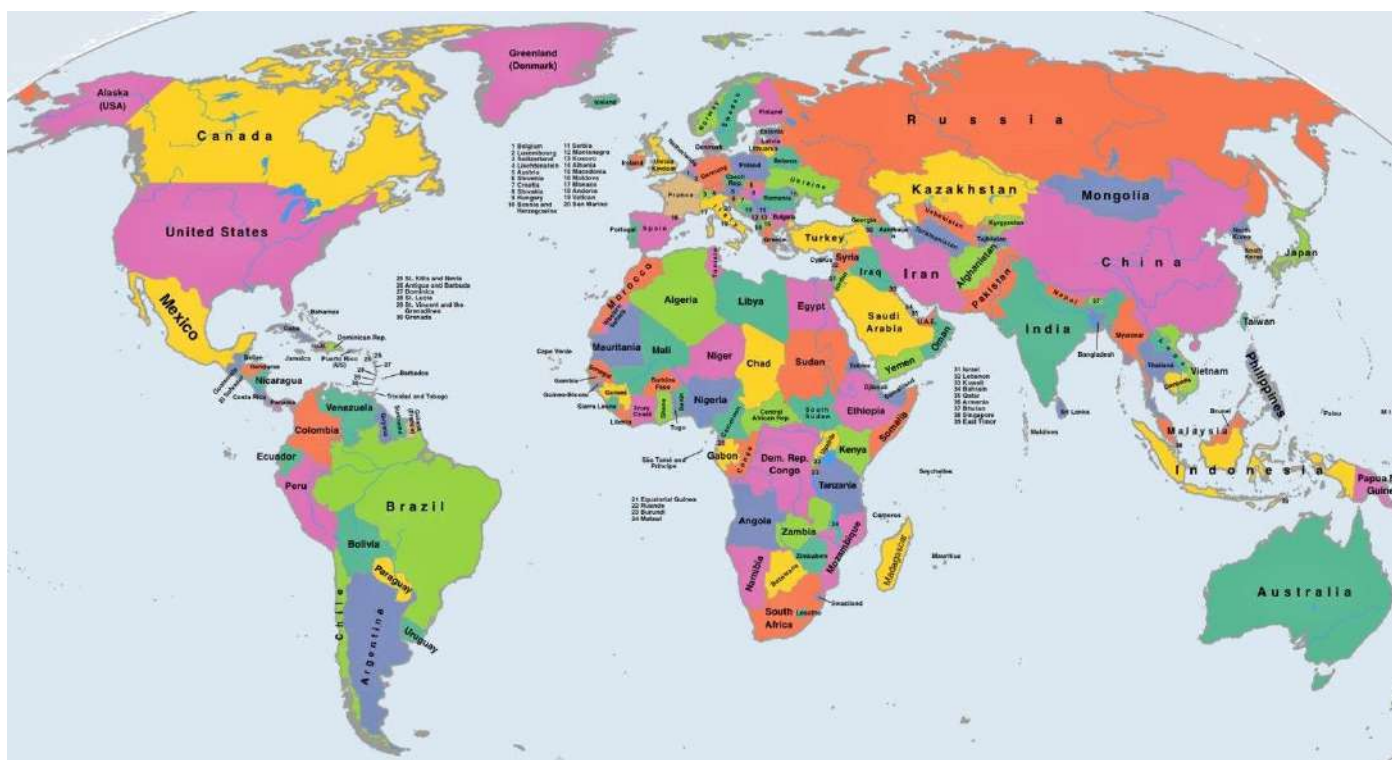 Greenland
(Denmark)
Alaska
(USA)
Canada
Iceland
Norway
Sweden
Finland
Russia
Estonia
Latvia
Lithuania
Denmark
1 Belgium
2 Luxembourg
3 Switzerland
4 Liechtenstein
5 Austria
6 Slovenia
7 Croatia
8 Slovakia
9 Hungary
10 Bosnia and
Herzegowina
11 Serbia
12 Montenegro
13 Kosovo
14 Albania
15 Macedonia
16 Moldova
17 Monaco
18 Andorra
19 Vatican
20 San Marino
Ireland
United
Kingdom
Netherlands
Germany
Poland
Belarus
Czech
Rep.
Ukraine
France
Romania
Bulgaria
Italy
Portugal
Spain
Greece
Turkey
Georgia
Cyprus
Syria
Iraq
Iran
Kazakhstan
Uzbekistan
Turkmenistan
Kyrgyzstan
Tajikistan
Afghanistan
Pakistan
Mongolia
China
North
Korea
South
Korea
Japan
United States
Mexico
25 St. Kitts and Nevis
26 Antigua and Barbuda
27 Dominica
28 St. Lucia
29 St. Vincent and the
Grenadines
30 Grenada
Bahamas
Cuba
Dominican Rep.
Haiti
Jamaica
Puerto Rico
(US)
Belize
Honduras
Guatemala
El Salvador
Nicaragua
Costa Rica
Panama
Barbados
Trinidad and Tobago
Venezuela
Guyana
Suriname
Colombia
Ecuador
Peru
Brazil
Bolivia
Paraguay
Chile
Argentina
Uruguay
Morocco
Western
Sahara
Algeria
Tunisia
Libya
Egypt
Cape Verde
Mauritania
Mali
Niger
Chad
Sudan
Eritrea
Senegal
Gambia
Guinea-Bissau
Guinea
Sierra Leone
Liberia
Ivory
Coast
Burkina
Faso
Ghana
Togo
Benin
Nigeria
Cameroon
Central
African Rep.
South
Sudan
Ethiopia
Djibouti
Somaliland
Somalia
São Tomé and
Príncipe
Gabon
Congo
Dem. Rep.
Congo
Uganda
Kenya
Tanzania
21 Equatorial Guinea
22 Ruanda
23 Burundi
24 Malawi
Angola
Zambia
Zimbabwe
Mozambique
Namibia
Botswana
South
Africa
Lesotho
Swaziland
Madagascar
Comoros
Mauritius
Seychelles
Saudi
Arabia
U.A.E.
Oman
Yemen
31 Israel
32 Lebanon
33 Kuwait
34 Bahrain
35 Qatar
36 Armenia
37 Bhutan
38 Singapore
39 East Timor
India
Nepal
Bangladesh
Sri Lanka
Maldives
Myanmar
Thailand
Laos
Vietnam
Cambodia
Taiwan
Philippines
Palau
Brunei
Malaysia
Indonesia
Papua N
Guine
Australia